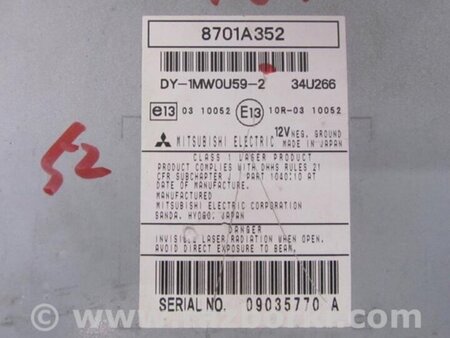 8701A352
DY-1MW0U59-2 34U266
e13 03 10052 E13 10R-03 10052
MITSUBISHI ELECTRIC 12V NEG. GROUND
MADE IN JAPAN
CLASS 1 LASER PRODUCT
PRODUCT COMPLIES WITH DHHS RULES 21
CFR SUBCHAPTER J PART 1040:10 AT
DATE OF MANUFACTURE.
MANUFACTURED
MITSUBISHI ELECTRIC CORPORATION
SANDA, HYOGO, JAPAN
DANGER
INVISIBLE LASER RADIATION WHEN OPEN.
AVOID DIRECT EXPOSURE TO BEAM.
SERIAL NO. 09035770 A
52